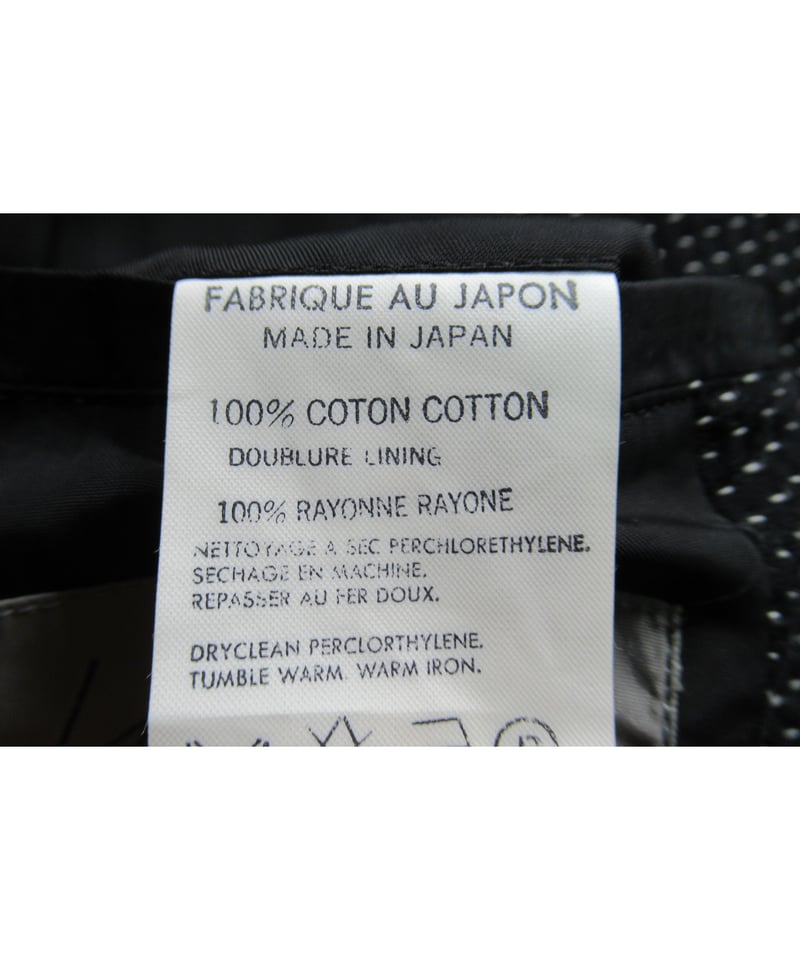 FABRIQUE AU JAPON
MADE IN JAPAN
100% COTON COTTON
DOUBLURE LINING
100% RAYONNE RAYONE
NETTOYAGE A SEC PERCHLORETHYLENE.
SECHAGE EN MACHINE.
REPASSER AU FER DOUX.
DRYCLEAN PERCLORTHYLENE.
TUMBLE WARM. WARM IRON.